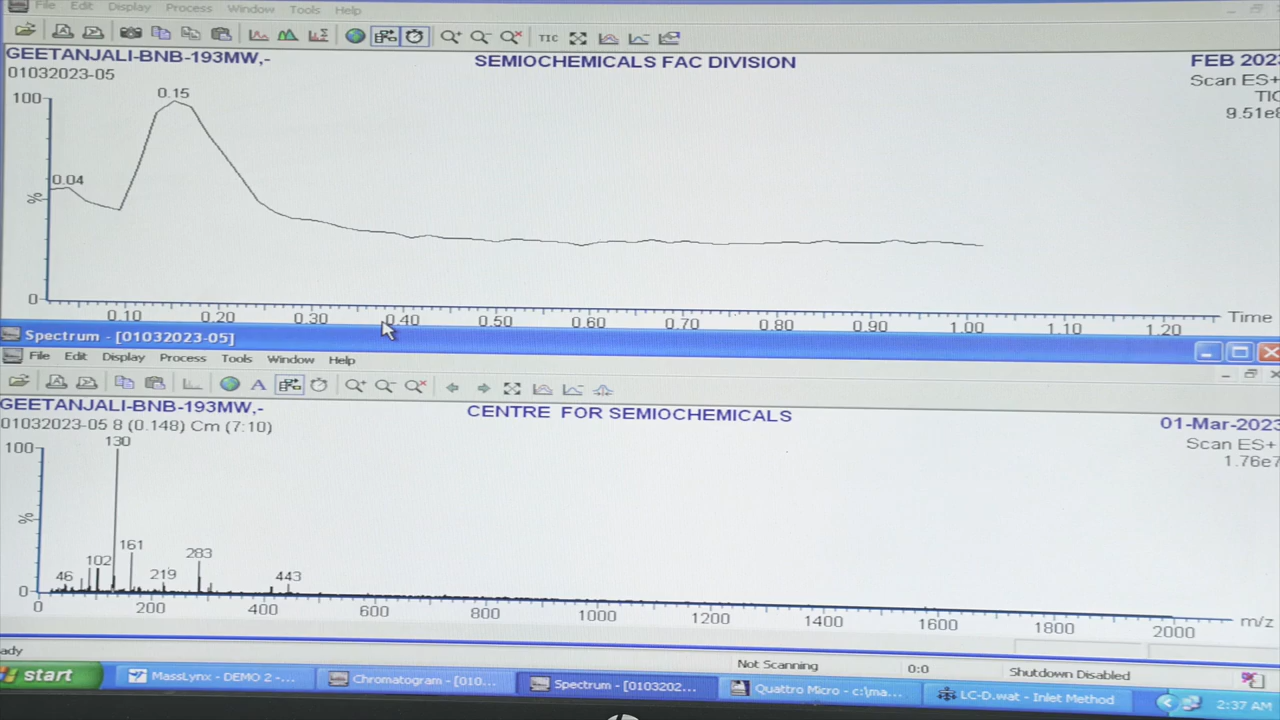 File Edit Display Process Window Tools Help
TIC
GEETANJALI-BNB-193MW,-
SEMIOCHEMICALS FAC DIVISION
FEB 2023
01032023-05
Scan ES+
TIC
9.51e8
100
0.15
0.04
%
0
0.10 0.20 0.30 0.40 0.50 0.60 0.70 0.80 0.90 1.00 1.10 1.20
Time
Spectrum - [01032023-05]
File Edit Display Process Tools Window Help
A
GEETANJALI-BNB-193MW,-
CENTRE FOR SEMIOCHEMICALS
01-Mar-2023
01032023-05 8 (0.148) Cm (7:10)
Scan ES+
1.76e7
100
130
%
161
102
283
46
219
443
0
0 200 400 600 800 1000 1200 1400 1600 1800 2000
m/z
ady
Not Scanning
0:0
Shutdown Disabled
start
MassLynx - DEMO 2 -...
Chromatogram - [010...
Spectrum - [0103202...
Quattro Micro - c:\ma...
LC-D.wat - Inlet Method
2:37 AM